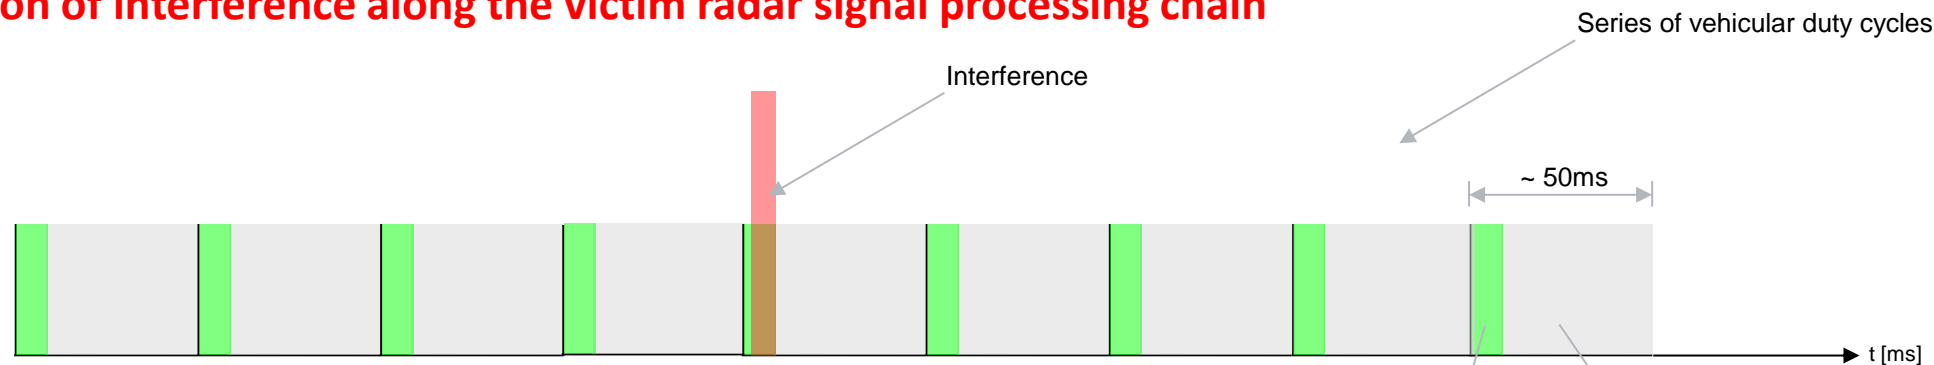 on of interference along the victim radar signal processing chain
Series of vehicular duty cycles
Interference
~ 50ms
t [ms]